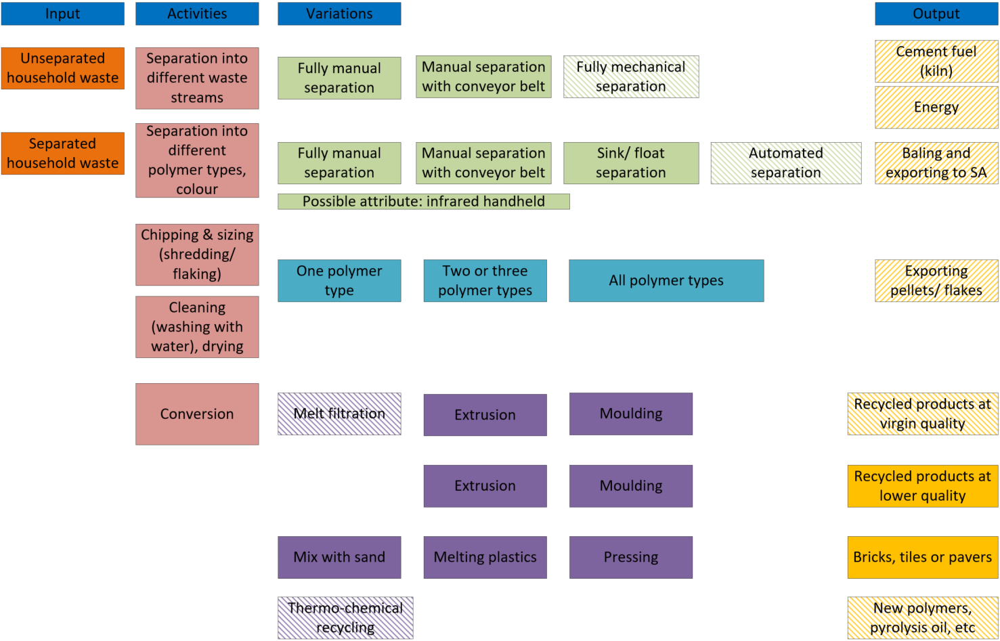 Input
Activities
Variations
Output
Unseparated
household waste
Separation into
different waste
streams
Fully manual
separation
Manual separation
with conveyor belt
Fully mechanical
separation
Cement fuel
(kiln)
Energy
Separated
household waste
Separation into
different
polymer types,
colour
Fully manual
separation
Manual separation
with conveyor belt
Sink/ float
separation
Automated
separation
Baling and
exporting to SA
Possible attribute: infrared handheld
Chipping & sizing
(shredding/
flaking)
One polymer
type
Two or three
polymer types
All polymer types
Exporting
pellets/ flakes
Cleaning
(washing with
water), drying
Conversion
Melt filtration
Extrusion
Moulding
Recycled products at
virgin quality
Extrusion
Moulding
Recycled products at
lower quality
Mix with sand
Melting plastics
Pressing
Bricks, tiles or pavers
Thermo-chemical
recycling
New polymers,
pyrolysis oil, etc